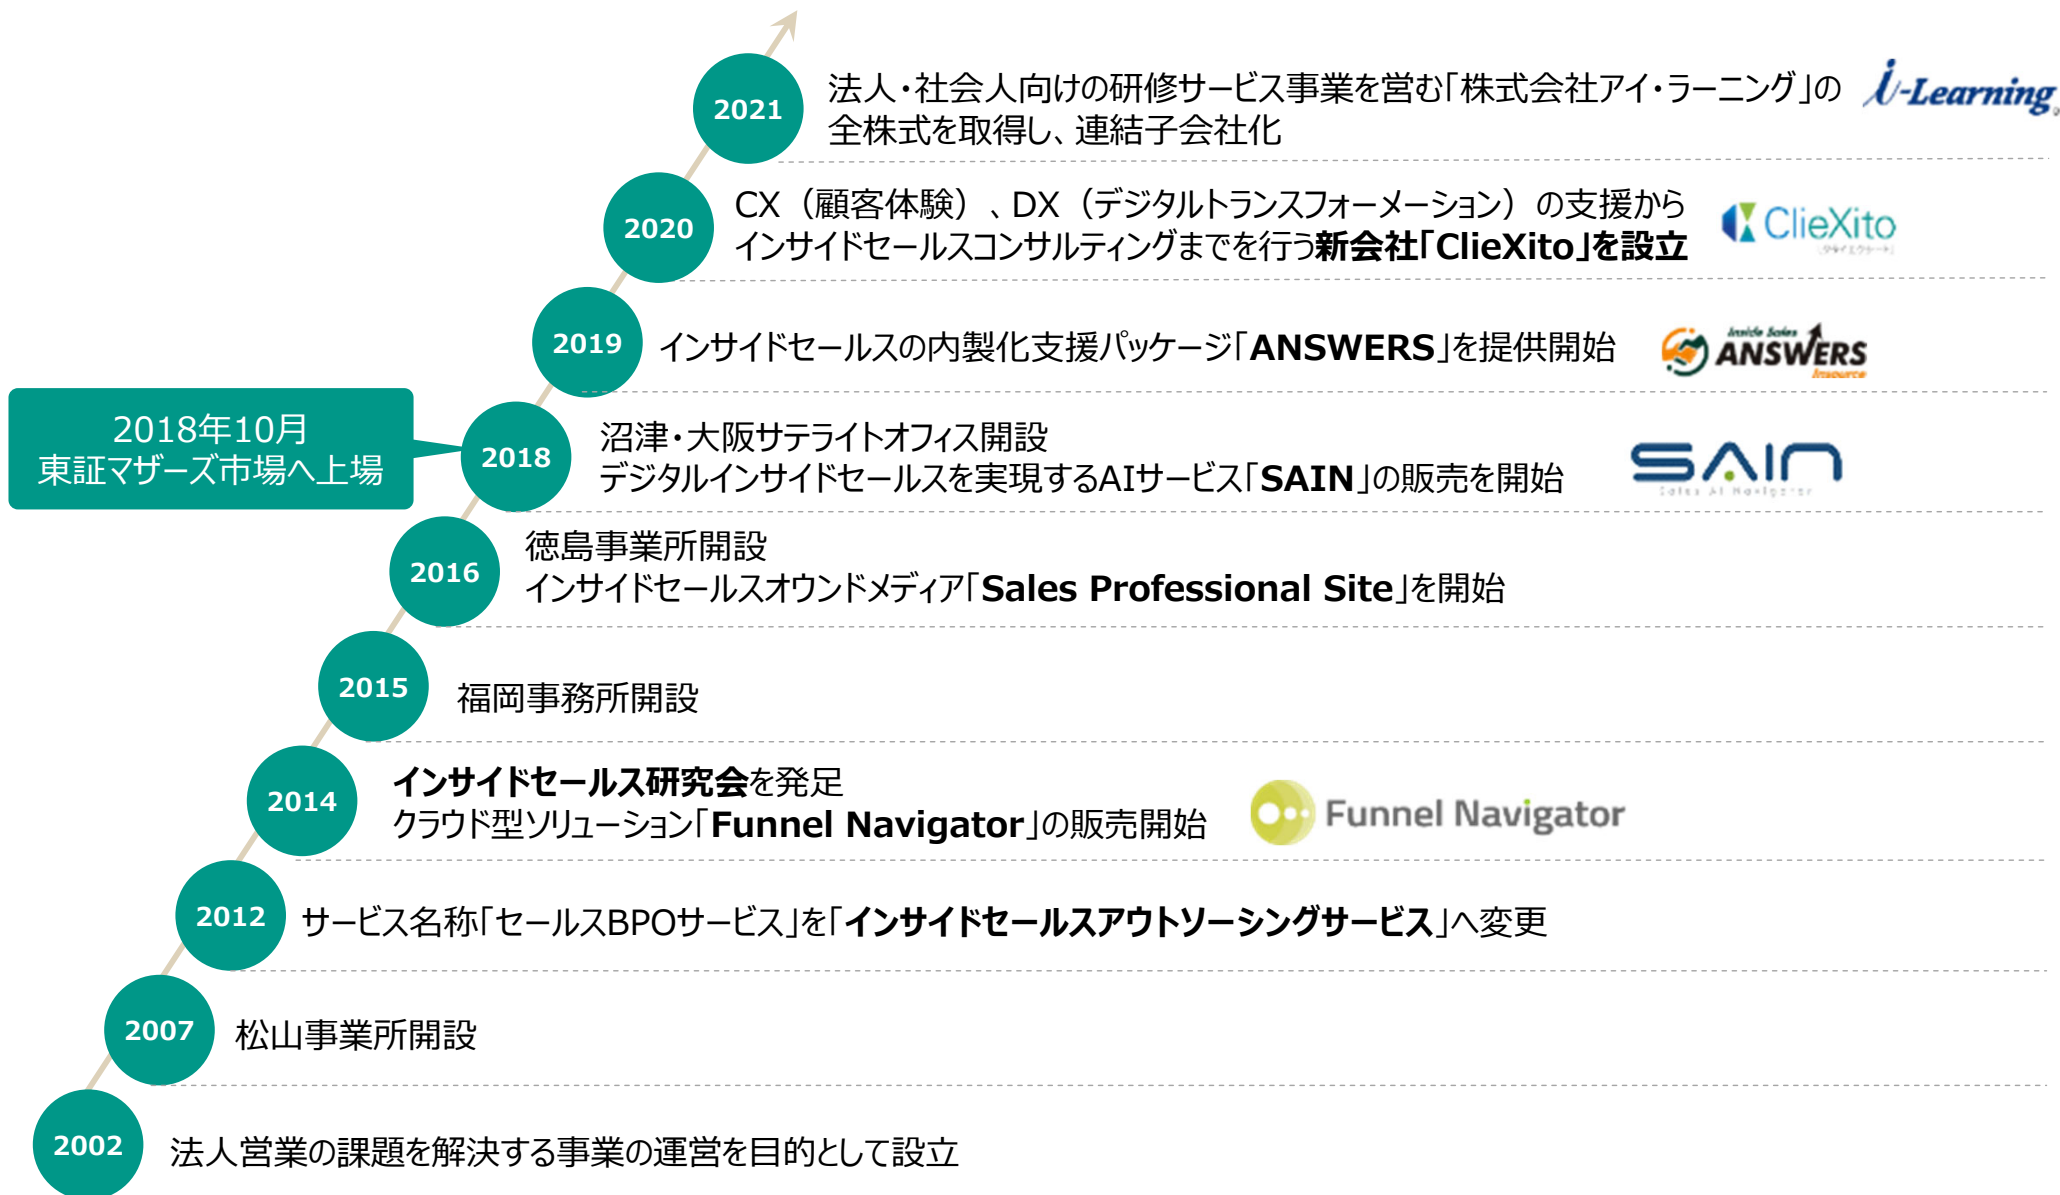 2021
法人・社会人向けの研修サービス事業を営む「株式会社アイ・ラーニング」の
全株式を取得し、連結子会社化
i-Learning®
2020
CX（顧客体験）、DX（デジタルトランスフォーメーション）の支援から
インサイドセールスコンサルティングまでを行う新会社「ClieXito」を設立
ClieXito
［クライエクシート］
2019
インサイドセールスの内製化支援パッケージ「ANSWERS」を提供開始
Inside Sales
ANSWERS
Insource
2018年10月
東証マザーズ市場へ上場
2018
沼津・大阪サテライトオフィス開設
デジタルインサイドセールスを実現するAIサービス「SAIN」の販売を開始
SAIN
Sales AI Navigator
2016
徳島事業所開設
インサイドセールスオウンドメディア「Sales Professional Site」を開始
2015
福岡事務所開設
2014
インサイドセールス研究会を発足
クラウド型ソリューション「Funnel Navigator」の販売開始
Funnel Navigator
2012
サービス名称「セールスBPOサービス」を「インサイドセールスアウトソーシングサービス」へ変更
2007
松山事業所開設
2002
法人営業の課題を解決する事業の運営を目的として設立